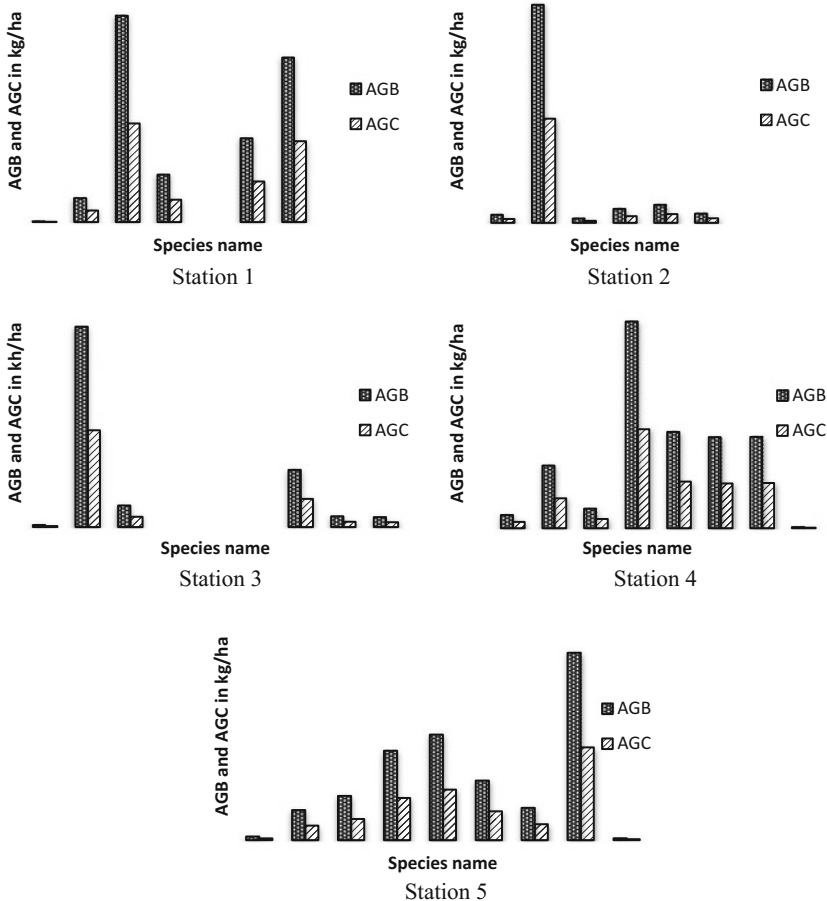 AGB and AGC in kg/ha
AGB
AGC
Species name
Station 1
AGB and AGC in kg/ha
AGB
AGC
Species name
Station 2
AGB and AGC in kh/ha
AGB
AGC
Species name
Station 3
AGB and AGC in kg/ha
AGB
AGC
Species name
Station 4
AGB and AGC in kg/ha
AGB
AGC
Species name
Station 5